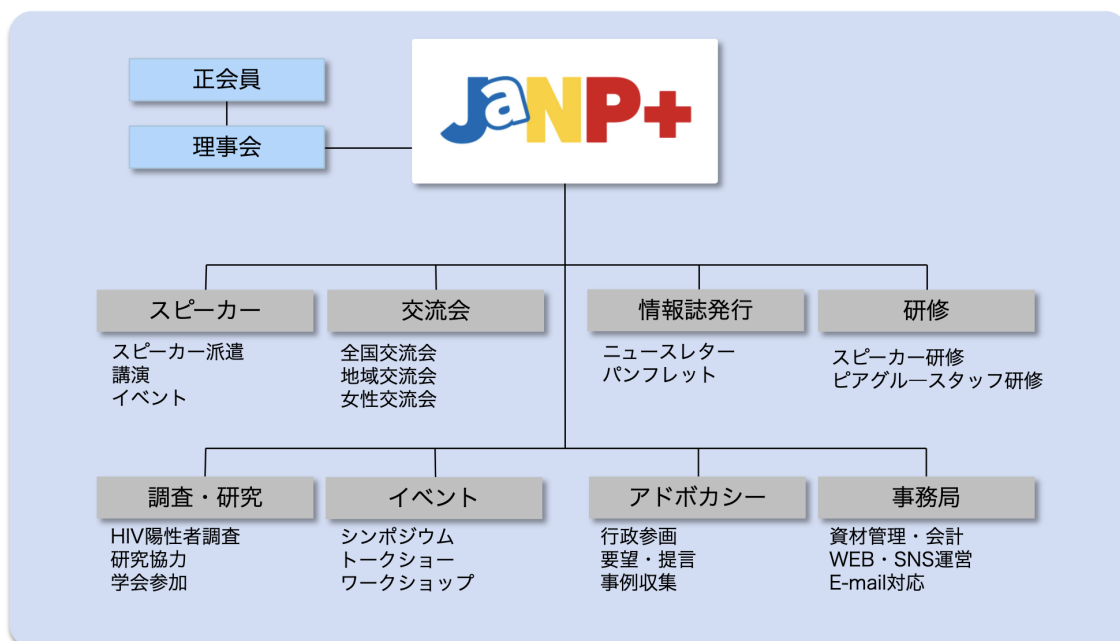 正会員
理事会
JaNP+
スピーカー
スピーカー派遣
講演
イベント
交流会
全国交流会
地域交流会
女性交流会
情報誌発行
ニュースレター
パンフレット
研修
スピーカー研修
ピアグル―スタッフ研修
調査・研究
HIV陽性者調査
研究協力
学会参加
イベント
シンポジウム
トークショー
ワークショップ
アドボカシー
行政参画
要望・提言
事例収集
事務局
資材管理・会計
WEB・SNS運営
E-mail対応